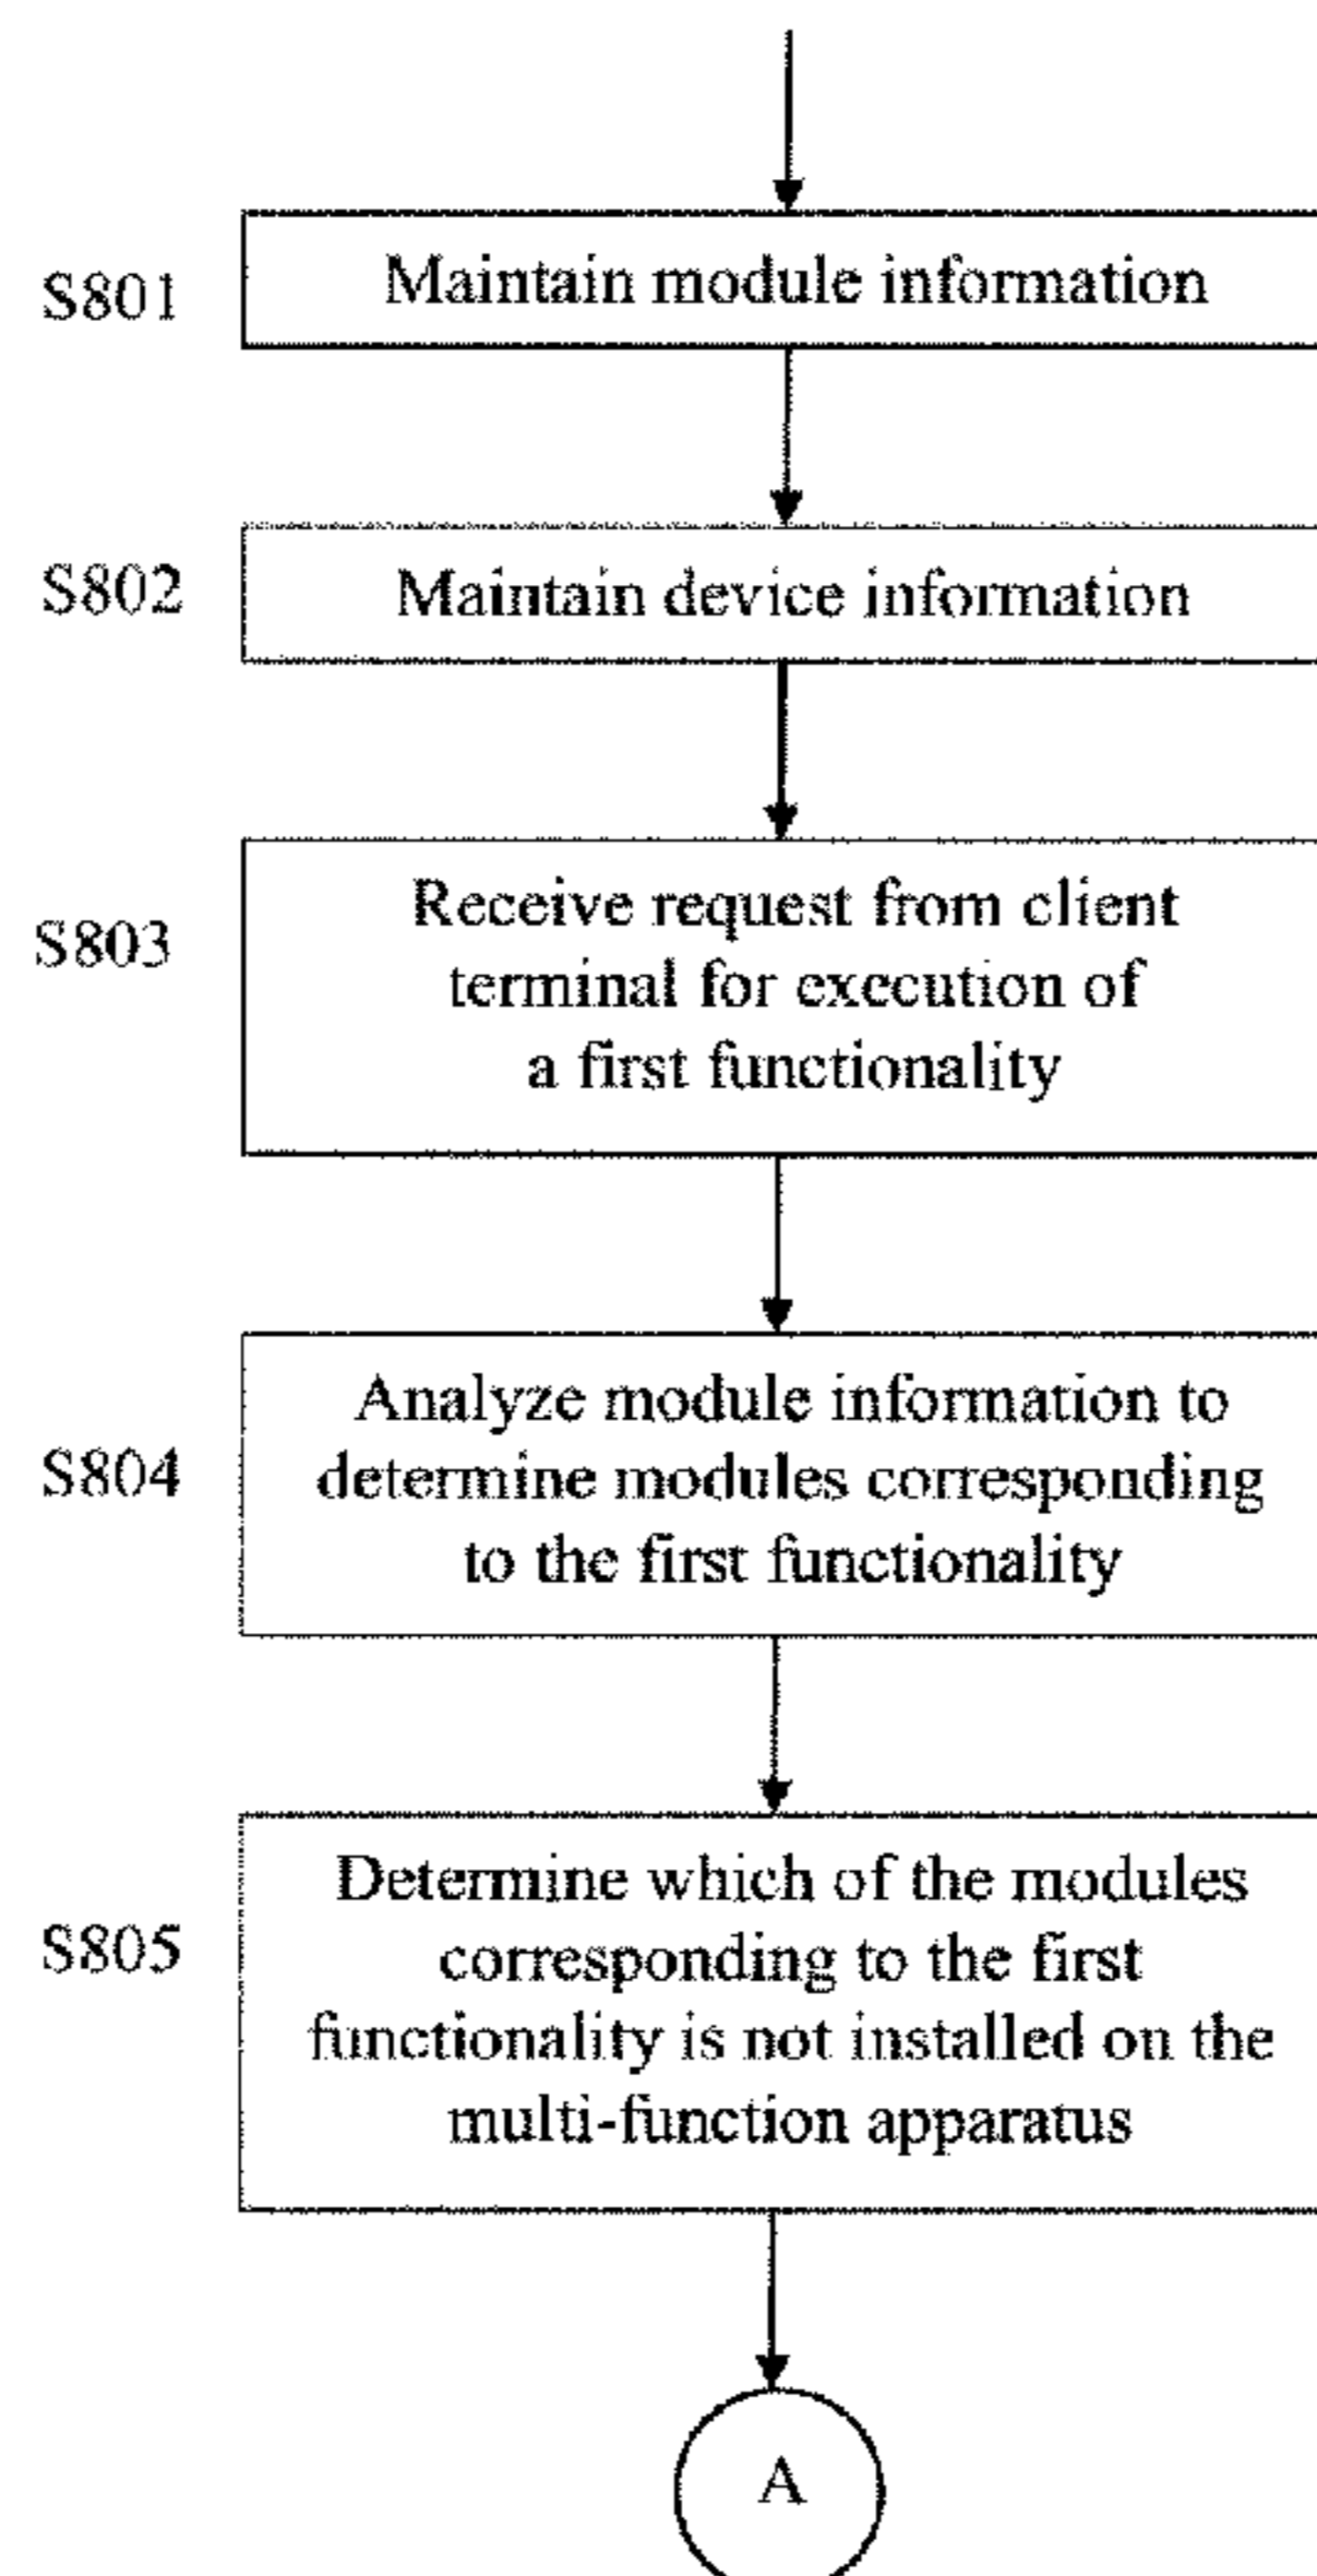 S801
Maintain module information
S802
Maintain device information
S803
Receive request from client
terminal for execution of
a first functionality
S804
Analyze module information to
determine modules corresponding
to the first functionality
S805
Determine which of the modules
corresponding to the first
functionality is not installed on the
multi-function apparatus
A